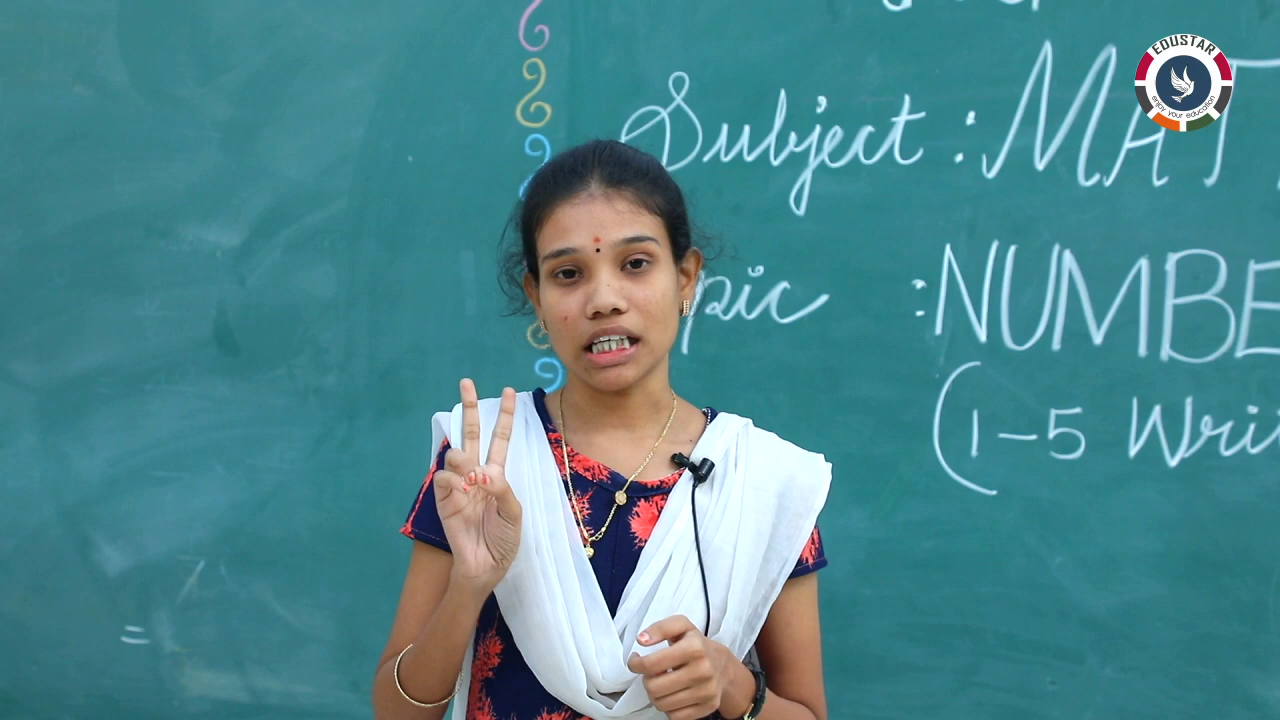 EDUSTAR
enjoy your education
Subject : MAT
pic : NUMBE
(1-5 Wri